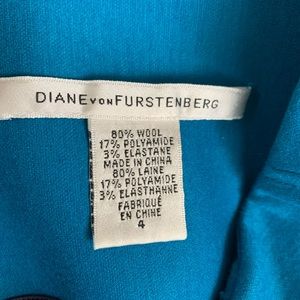 DIANE VON FURSTENBERG
80% WOOL
17% POLYAMIDE
3% ELASTANE
MADE IN CHINA
80% LAINE
17% POLYAMIDE
3% ELASTHANNE
FABRIQUÉ
EN CHINE
4